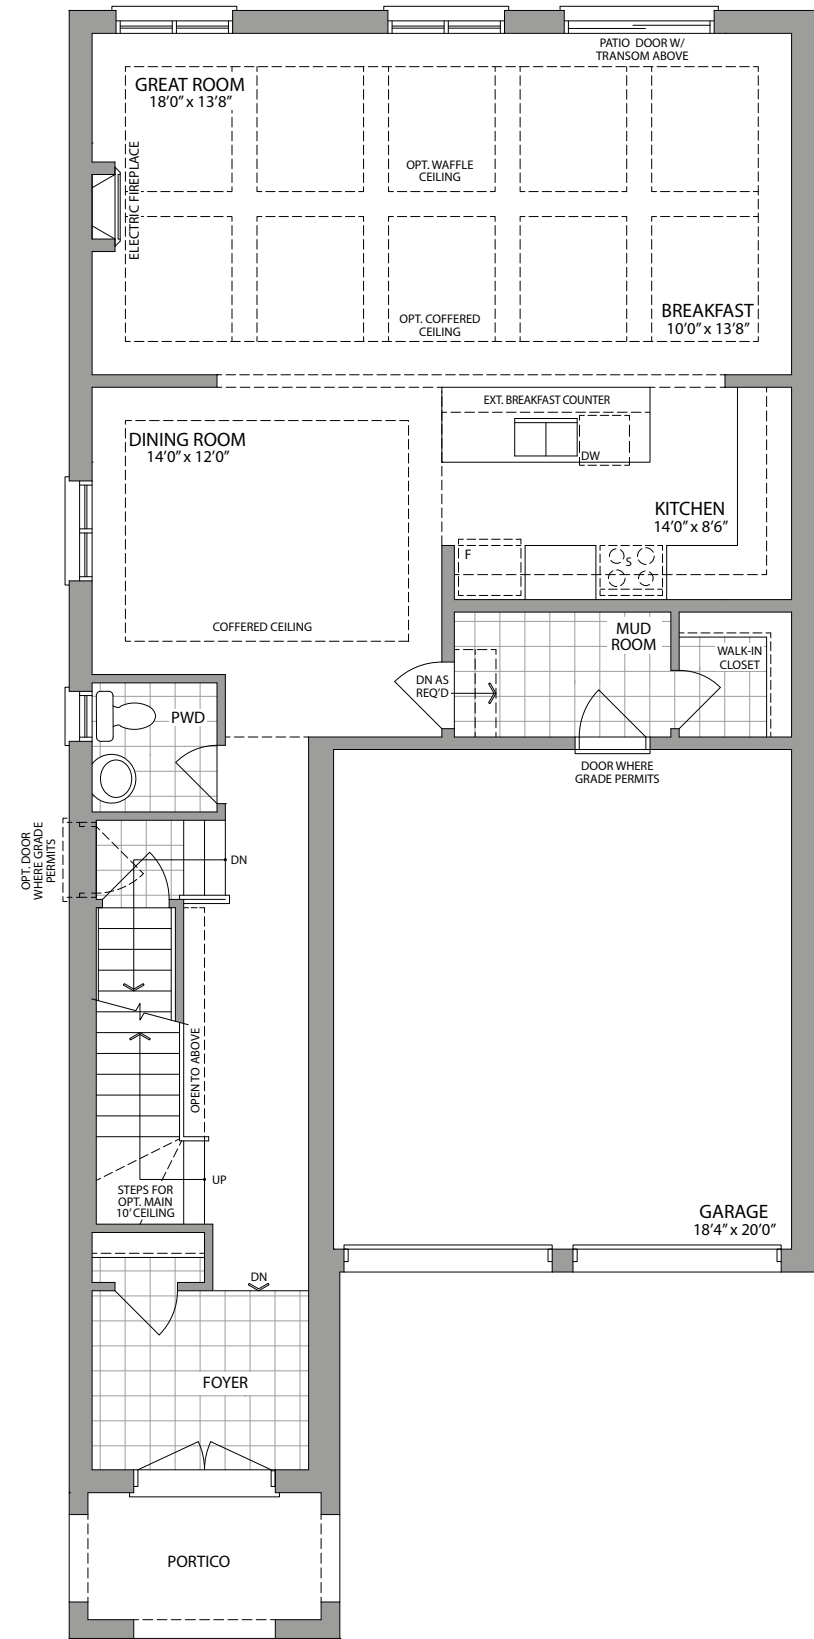 PATIO DOOR W/
TRANSOM ABOVE
GREAT ROOM
18'0" x 13'8"
ELECTRIC FIREPLACE
OPT. WAFFLE
CEILING
OPT. COFFERED
CEILING
BREAKFAST
10'0" x 13'8"
EXT. BREAKFAST COUNTER
DW
DINING ROOM
14'0" x 12'0"
KITCHEN
14'0" x 8'6"
F
S
COFFERED CEILING
MUD
ROOM
WALK-IN
CLOSET
DN AS
REQ'D
PWD
DOOR WHERE
GRADE PERMITS
OPT. DOOR
WHERE GRADE
PERMITS
DN
OPEN TO ABOVE
UP
STEPS FOR
OPT. MAIN
10' CEILING
GARAGE
18'4" x 20'0"
DN
FOYER
PORTICO